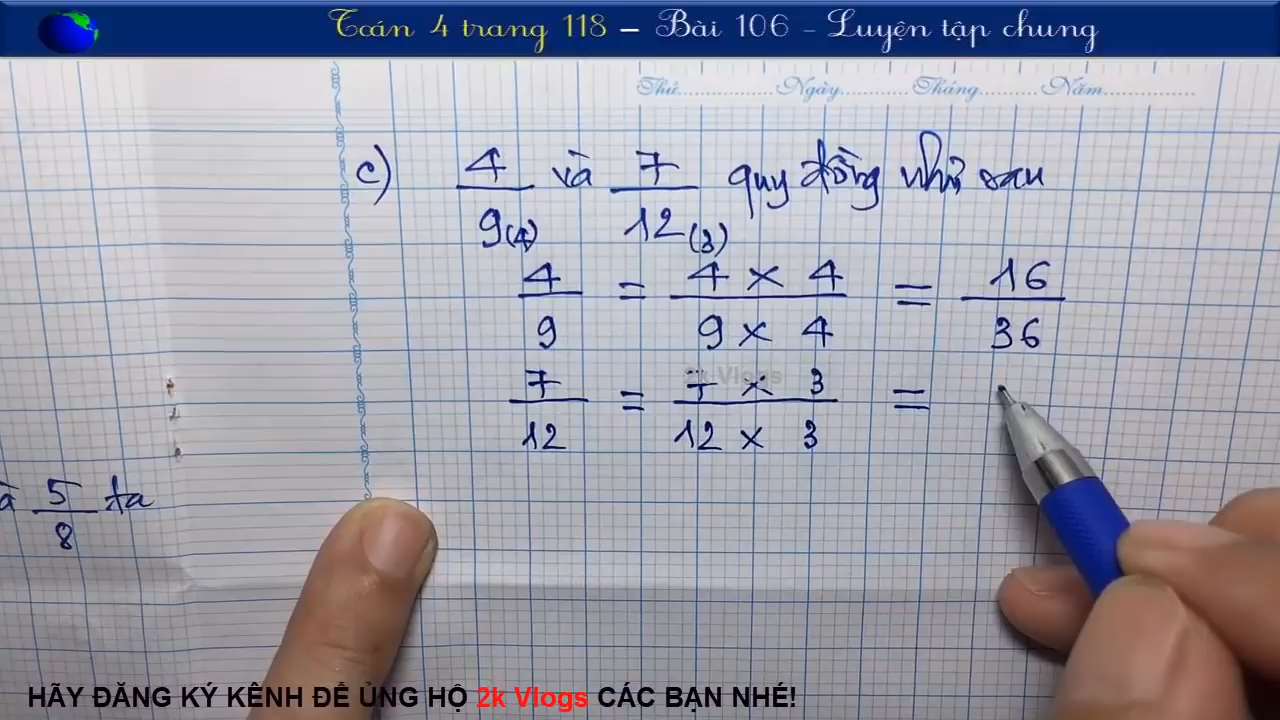 Toán 4 trang 118 – Bài 106 - Luyện tập chung
Thứ................Ngày............Tháng..........Năm................
c) 4/9(4) và 7/12(3) quy đồng như sau
4/9 = 4 x 4 / 9 x 4 = 16/36
2k Vlogs
7/12 = 7 x 3 / 12 x 3 =
à 5/8 ta
HÃY ĐĂNG KÝ KÊNH ĐỂ ỦNG HỘ 2k Vlogs CÁC BẠN NHÉ!